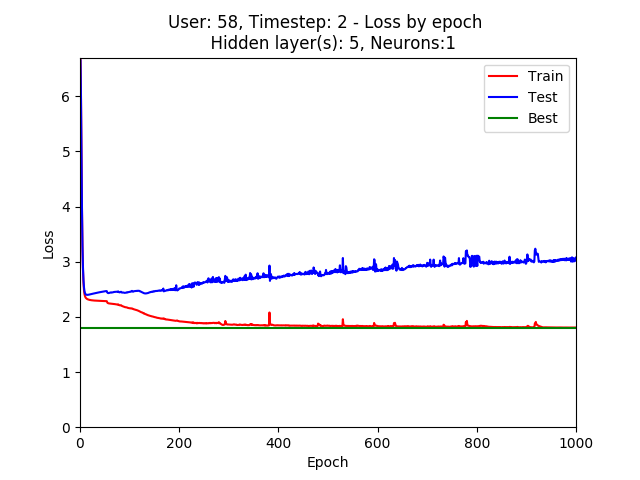 User: 58, Timestep: 2 - Loss by epoch
Hidden layer(s): 5, Neurons:1
Train
Test
Best
6
5
4
3
2
1
0
Loss
0 200 400 600 800 1000
Epoch